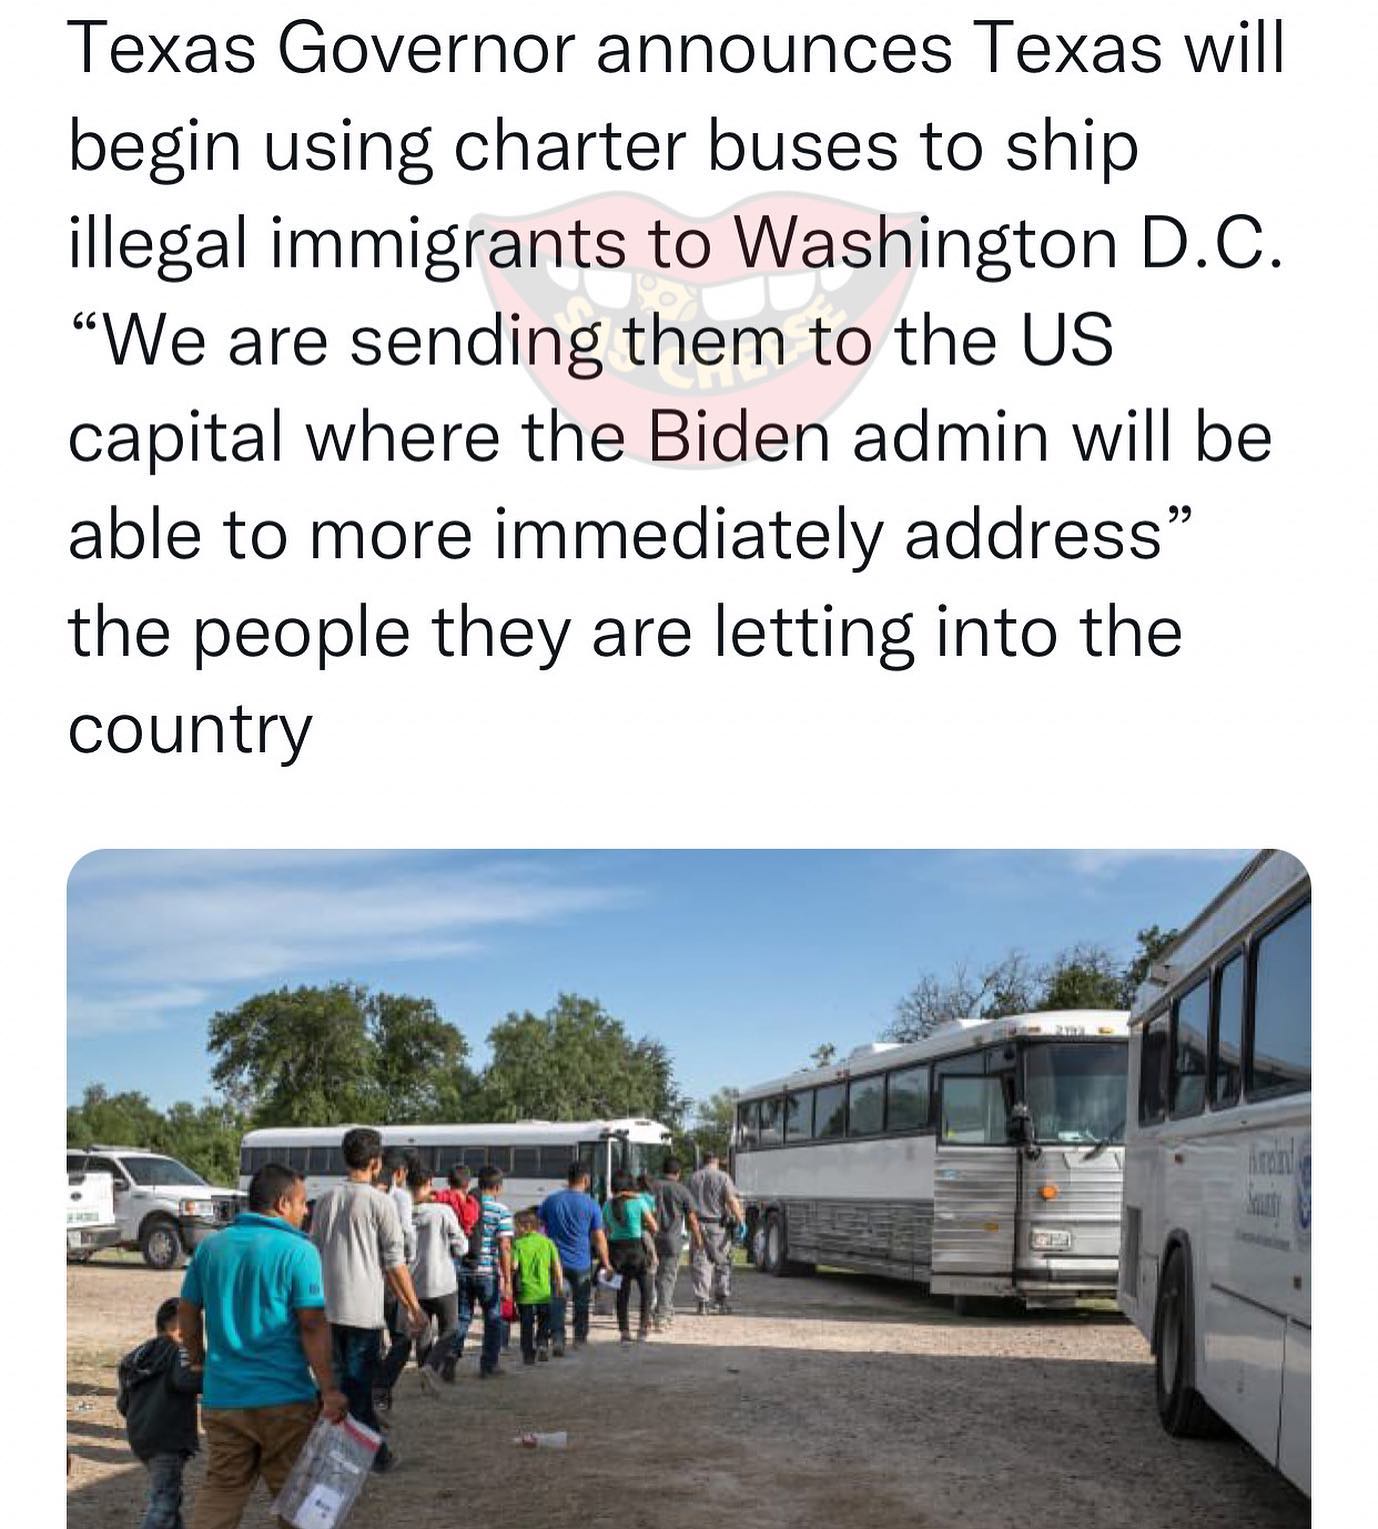 Texas Governor announces Texas will
begin using charter buses to ship
illegal immigrants to Washington D.C.
“We are sending them to the US
capital where the Biden admin will be
able to more immediately address”
the people they are letting into the
country
SAY CHEESE
Homeland
Security